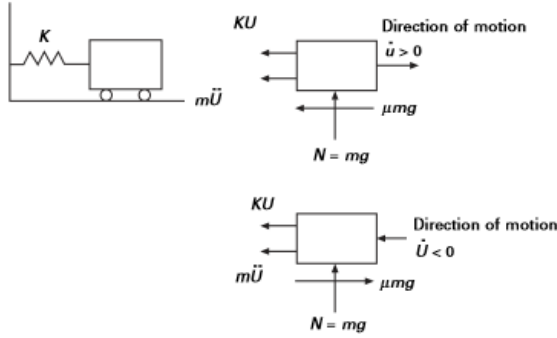 K
mÜ
KU
Direction of motion
u̇ > 0
μmg
N = mg
KU
Direction of motion
U̇ < 0
mÜ
μmg
N = mg